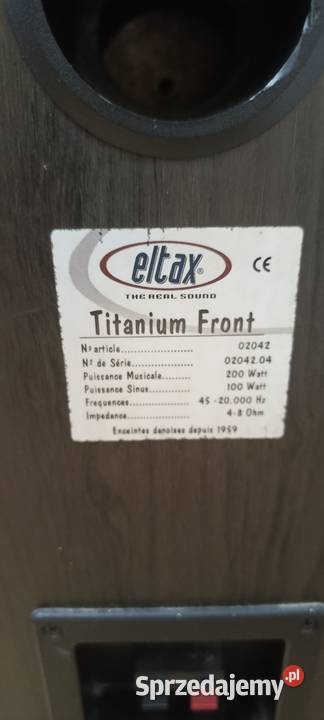 eltax®
CE
THE REAL SOUND
Titanium Front
No article........................ 02042
Nº de Série..................... 02042.04
Puissance Musicale......... 200 Watt
Puissance Sinus.............. 100 Watt
Frequences..................... 45 -20.000 Hz
Impedance...................... 4-8 Ohm
Enceintes danoises depuis 1959
Sprzedajemy.pl